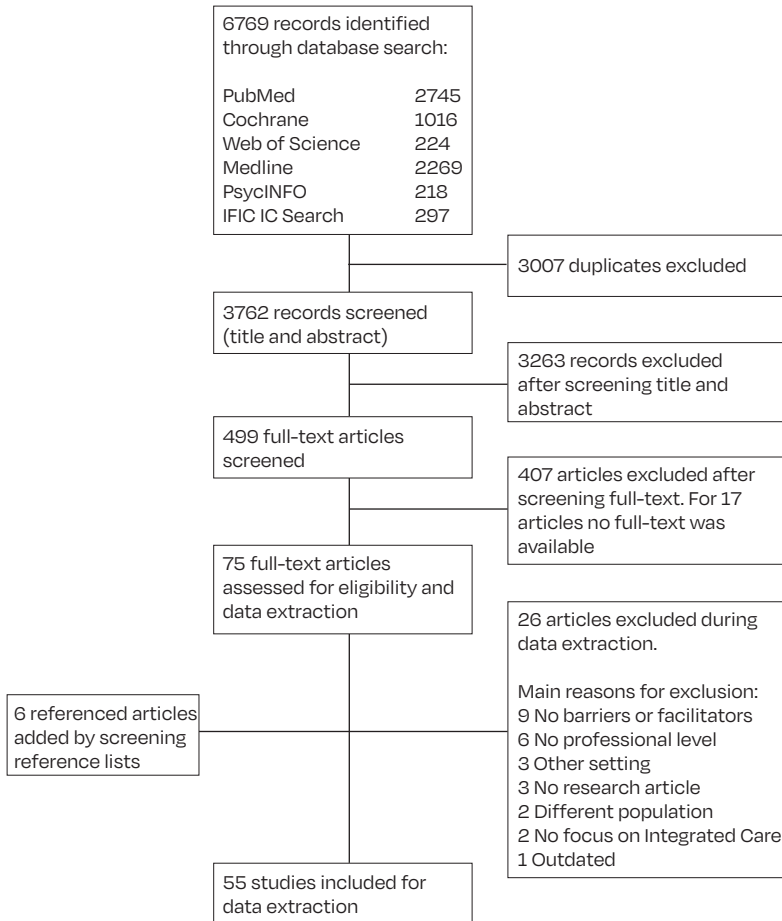 6769 records identified
through database search:
PubMed 2745
Cochrane 1016
Web of Science 224
Medline 2269
PsycINFO 218
IFIC IC Search 297
3007 duplicates excluded
3762 records screened
(title and abstract)
3263 records excluded
after screening title and
abstract
499 full-text articles
screened
407 articles excluded after
screening full-text. For 17
articles no full-text was
available
75 full-text articles
assessed for eligibility and
data extraction
26 articles excluded during
data extraction.
Main reasons for exclusion:
9 No barriers or facilitators
6 No professional level
3 Other setting
3 No research article
2 Different population
2 No focus on Integrated Care
1 Outdated
6 referenced articles
added by screening
reference lists
55 studies included for
data extraction